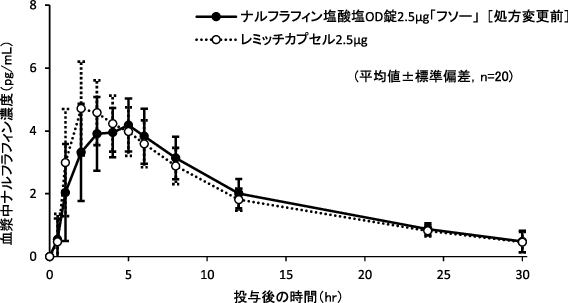 ナルフラフィン塩酸塩OD錠2.5μg「フソー」 [処方変更前]
レミッチカプセル2.5μg
(平均値±標準偏差, n=20)
血漿中ナルフラフィン濃度(pg/mL)
8
6
4
2
0
0 5 10 15 20 25 30
投与後の時間(hr)